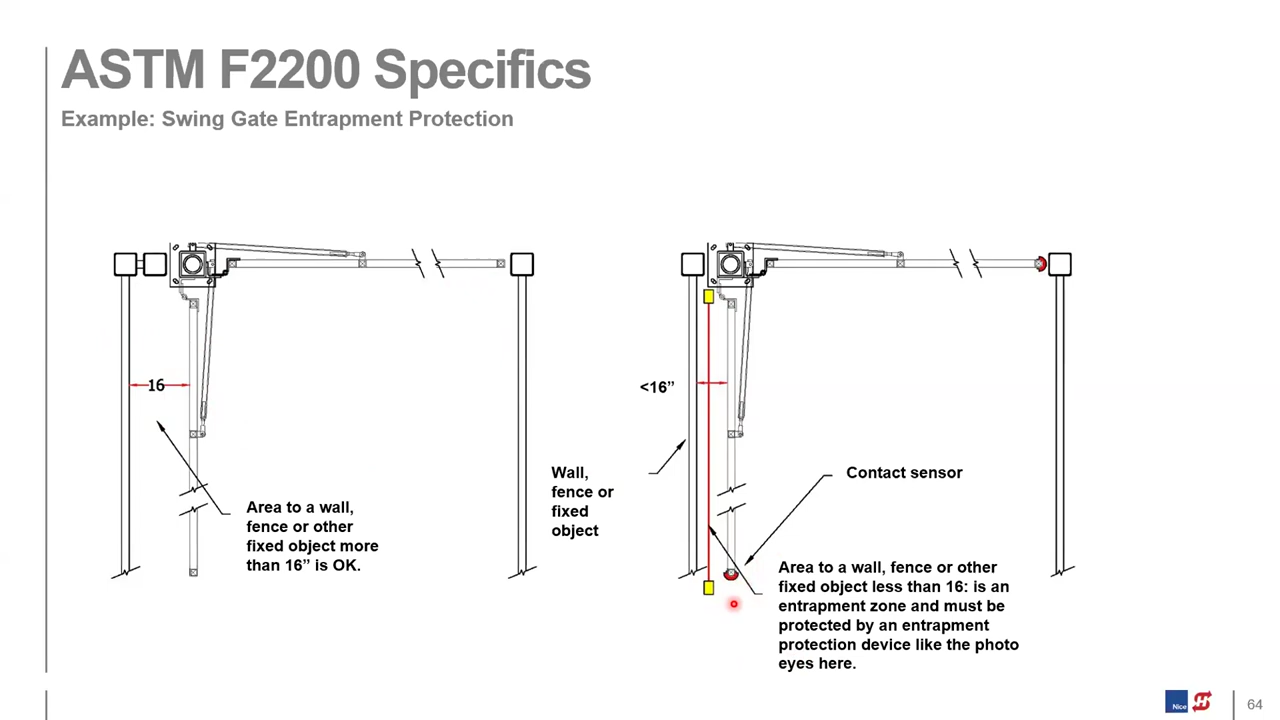 ASTM F2200 Specifics
Example: Swing Gate Entrapment Protection
16
Area to a wall,
fence or other
fixed object more
than 16” is OK.
<16”
Wall,
fence or
fixed
object
Contact sensor
Area to a wall, fence or other
fixed object less than 16: is an
entrapment zone and must be
protected by an entrapment
protection device like the photo
eyes here.
Nice
H
64